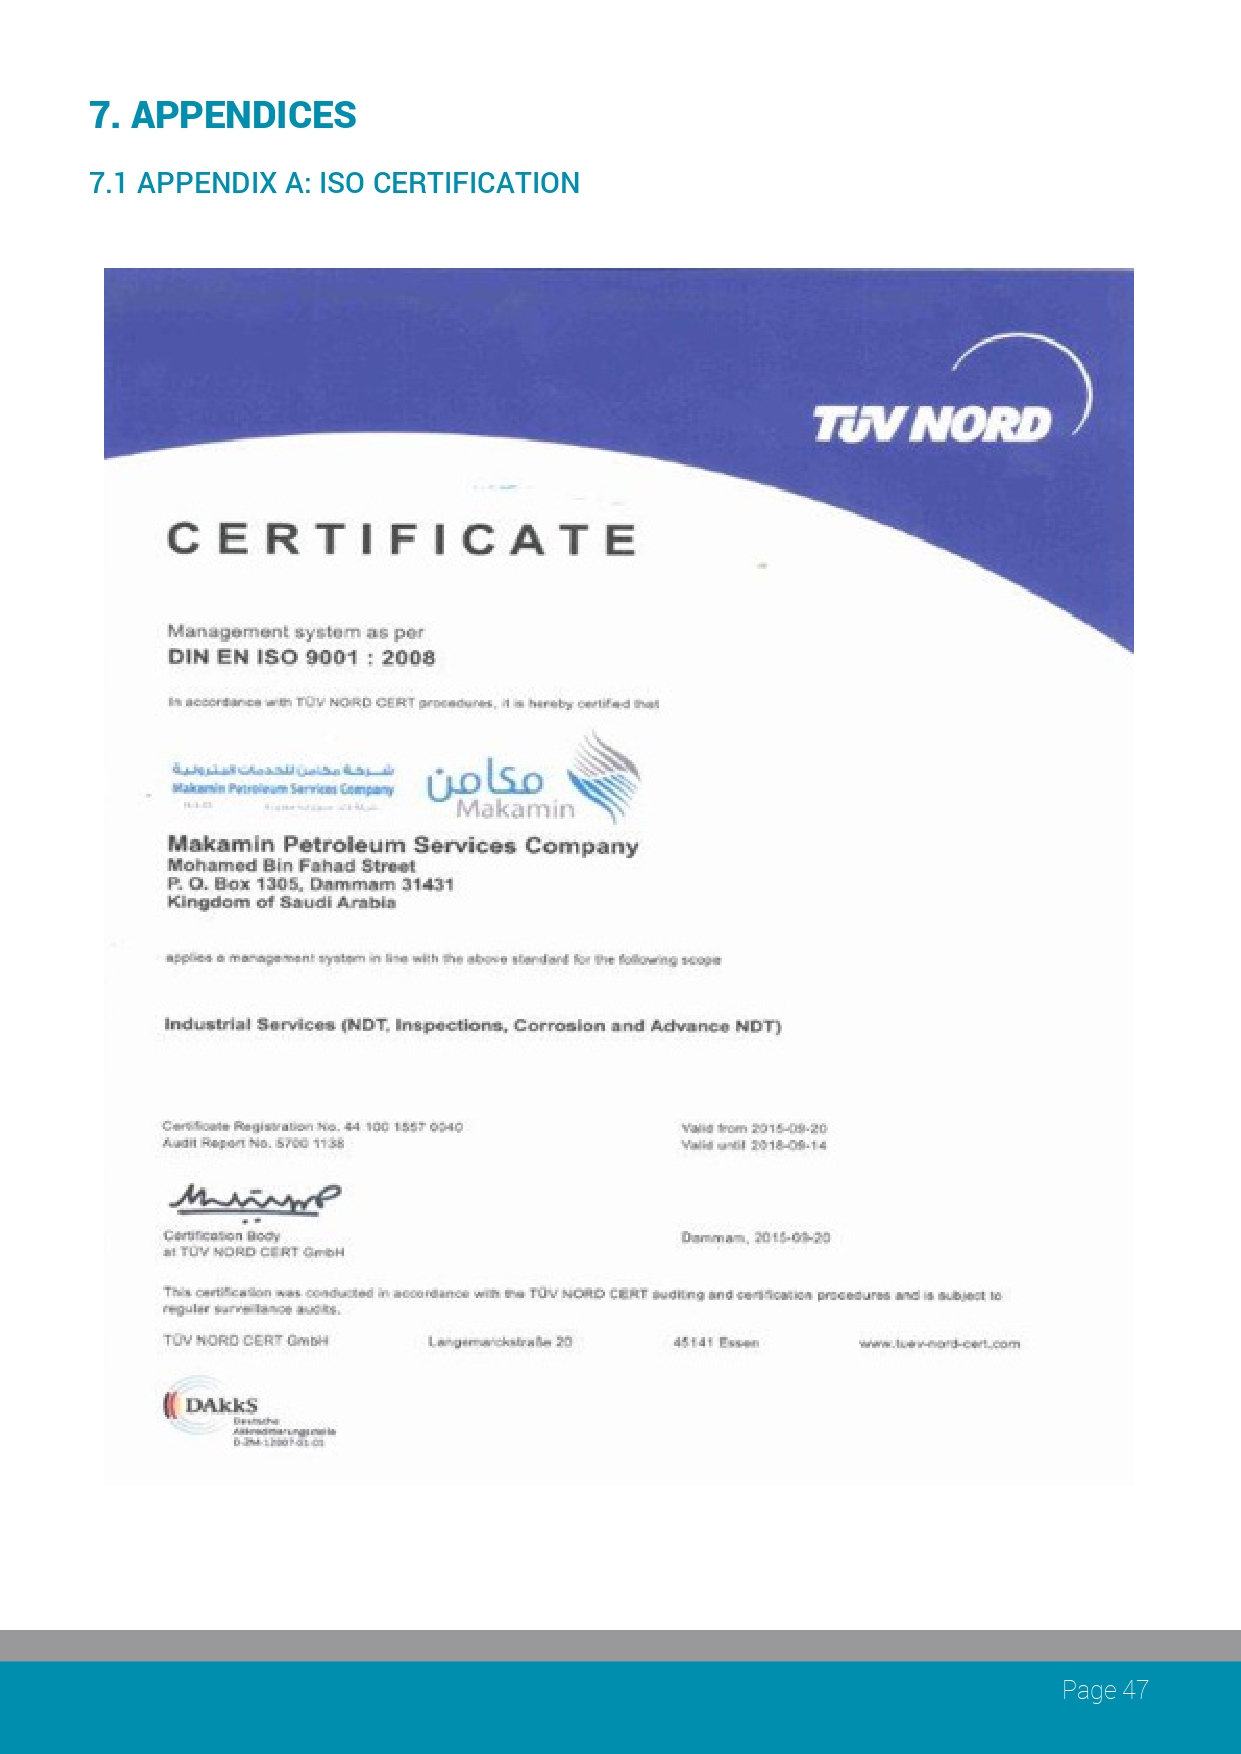 7. APPENDICES
7.1 APPENDIX A: ISO CERTIFICATION
TÜV NORD
CERTIFICATE
Management system as per
DIN EN ISO 9001 : 2008
In accordance with TÜV NORD CERT procedures, it is hereby certified that
شركة مكامن للخدمات البترولية
Makamin Petroleum Services Company
مكامن
Makamin
Makamin Petroleum Services Company
Mohamed Bin Fahad Street
P. O. Box 1305, Dammam 31431
Kingdom of Saudi Arabia
applies a management system in line with the above standard for the following scope
Industrial Services (NDT, Inspections, Corrosion and Advance NDT)
Certificate Registration No. 44 100 1557 0040
Audit Report No. 5700 1138
Valid from 2015-09-20
Valid until 2018-09-14
Certification Body
at TÜV NORD CERT GmbH
Dammam, 2015-09-20
This certification was conducted in accordance with the TÜV NORD CERT auditing and certification procedures and is subject to
regular surveillance audits.
TÜV NORD CERT GmbH Langemarckstraße 20 45141 Essen www.tuev-nord-cert.com
DAkkS
Deutsche
Akkreditierungsstelle
D-ZM-12007-01-01
Page 47